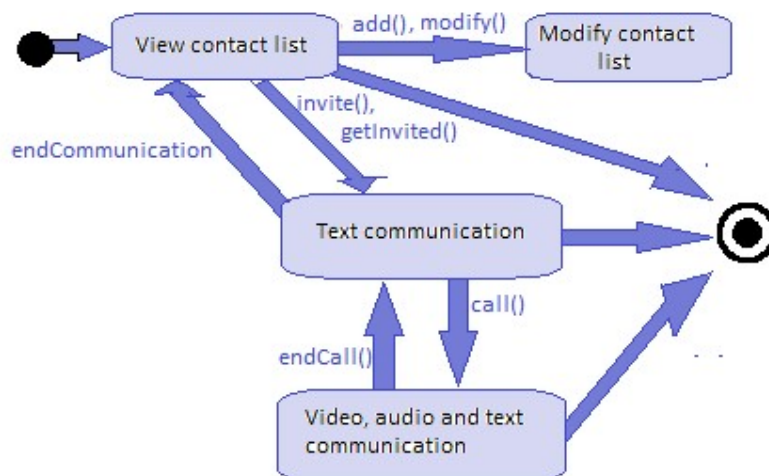 View contact list
add(), modify()
Modify contact
list
invite(),
getInvited()
endCommunication
Text communication
call()
endCall()
Video, audio and text
communication